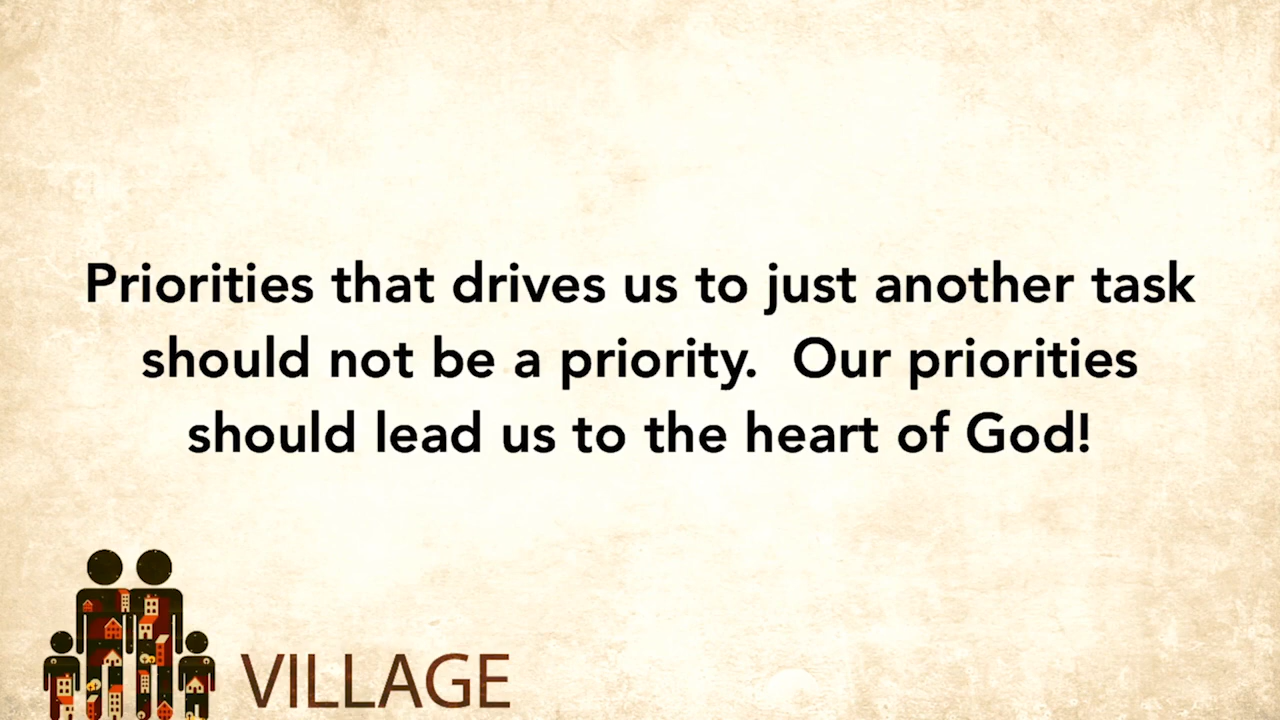 Priorities that drives us to just another task
should not be a priority.  Our priorities
should lead us to the heart of God!
VILLAGE